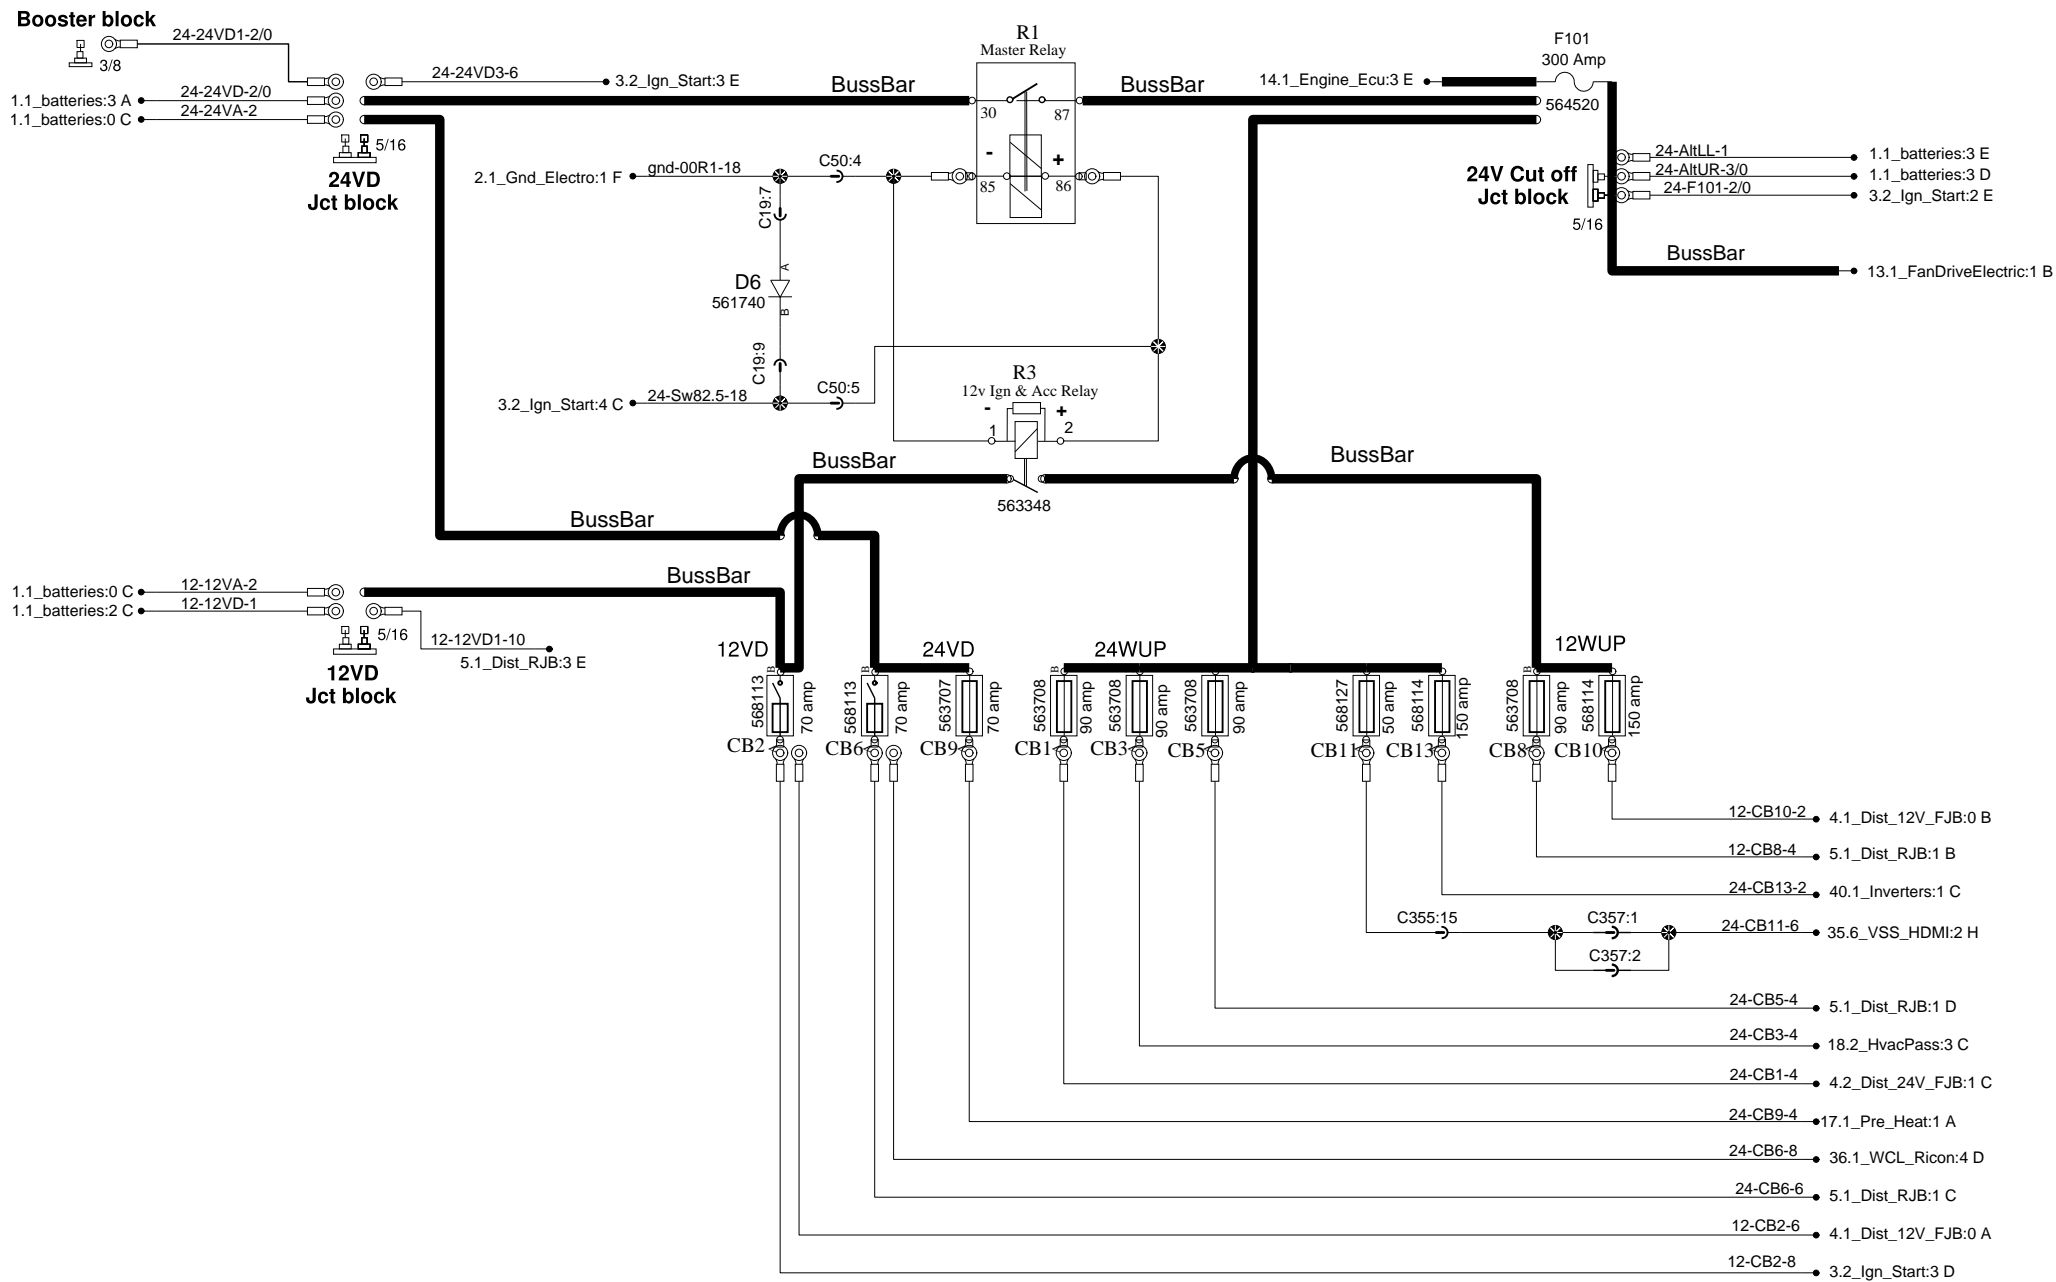 Booster block
24-24VD1-2/0
3/8
24-24VD3-6
3.2_Ign_Start:3 E
1.1_batteries:3 A
24-24VD-2/0
1.1_batteries:0 C
24-24VA-2
5/16
24VD
Jct block
BussBar
R1
Master Relay
30
87
-
+
85
86
BussBar
14.1_Engine_Ecu:3 E
F101
300 Amp
564520
24V Cut off
Jct block
5/16
24-AltLL-1
1.1_batteries:3 E
24-AltUR-3/0
1.1_batteries:3 D
24-F101-2/0
3.2_Ign_Start:2 E
BussBar
13.1_FanDriveElectric:1 B
2.1_Gnd_Electro:1 F
gnd-00R1-18
C50:4
C19:7
A
D6
561740
B
C19:9
3.2_Ign_Start:4 C
24-Sw82.5-18
C50:5
R3
12v Ign & Acc Relay
-
+
1
2
563348
BussBar
BussBar
BussBar
1.1_batteries:0 C
12-12VA-2
1.1_batteries:2 C
12-12VD-1
5/16
12VD
Jct block
12-12VD1-10
5.1_Dist_RJB:3 E
BussBar
12VD
24VD
24WUP
12WUP
B
568113
70 amp
CB2
B
568113
70 amp
CB6
563707
70 amp
CB9
B
563708
90 amp
CB1
563708
90 amp
CB3
563708
90 amp
CB5
568127
50 amp
CB11
568114
150 amp
CB13
B
563708
90 amp
CB8
568114
150 amp
CB10
12-CB10-2
4.1_Dist_12V_FJB:0 B
12-CB8-4
5.1_Dist_RJB:1 B
24-CB13-2
40.1_Inverters:1 C
C355:15
C357:1
C357:2
24-CB11-6
35.6_VSS_HDMI:2 H
24-CB5-4
5.1_Dist_RJB:1 D
24-CB3-4
18.2_HvacPass:3 C
24-CB1-4
4.2_Dist_24V_FJB:1 C
24-CB9-4
17.1_Pre_Heat:1 A
24-CB6-8
36.1_WCL_Ricon:4 D
24-CB6-6
5.1_Dist_RJB:1 C
12-CB2-6
4.1_Dist_12V_FJB:0 A
12-CB2-8
3.2_Ign_Start:3 D